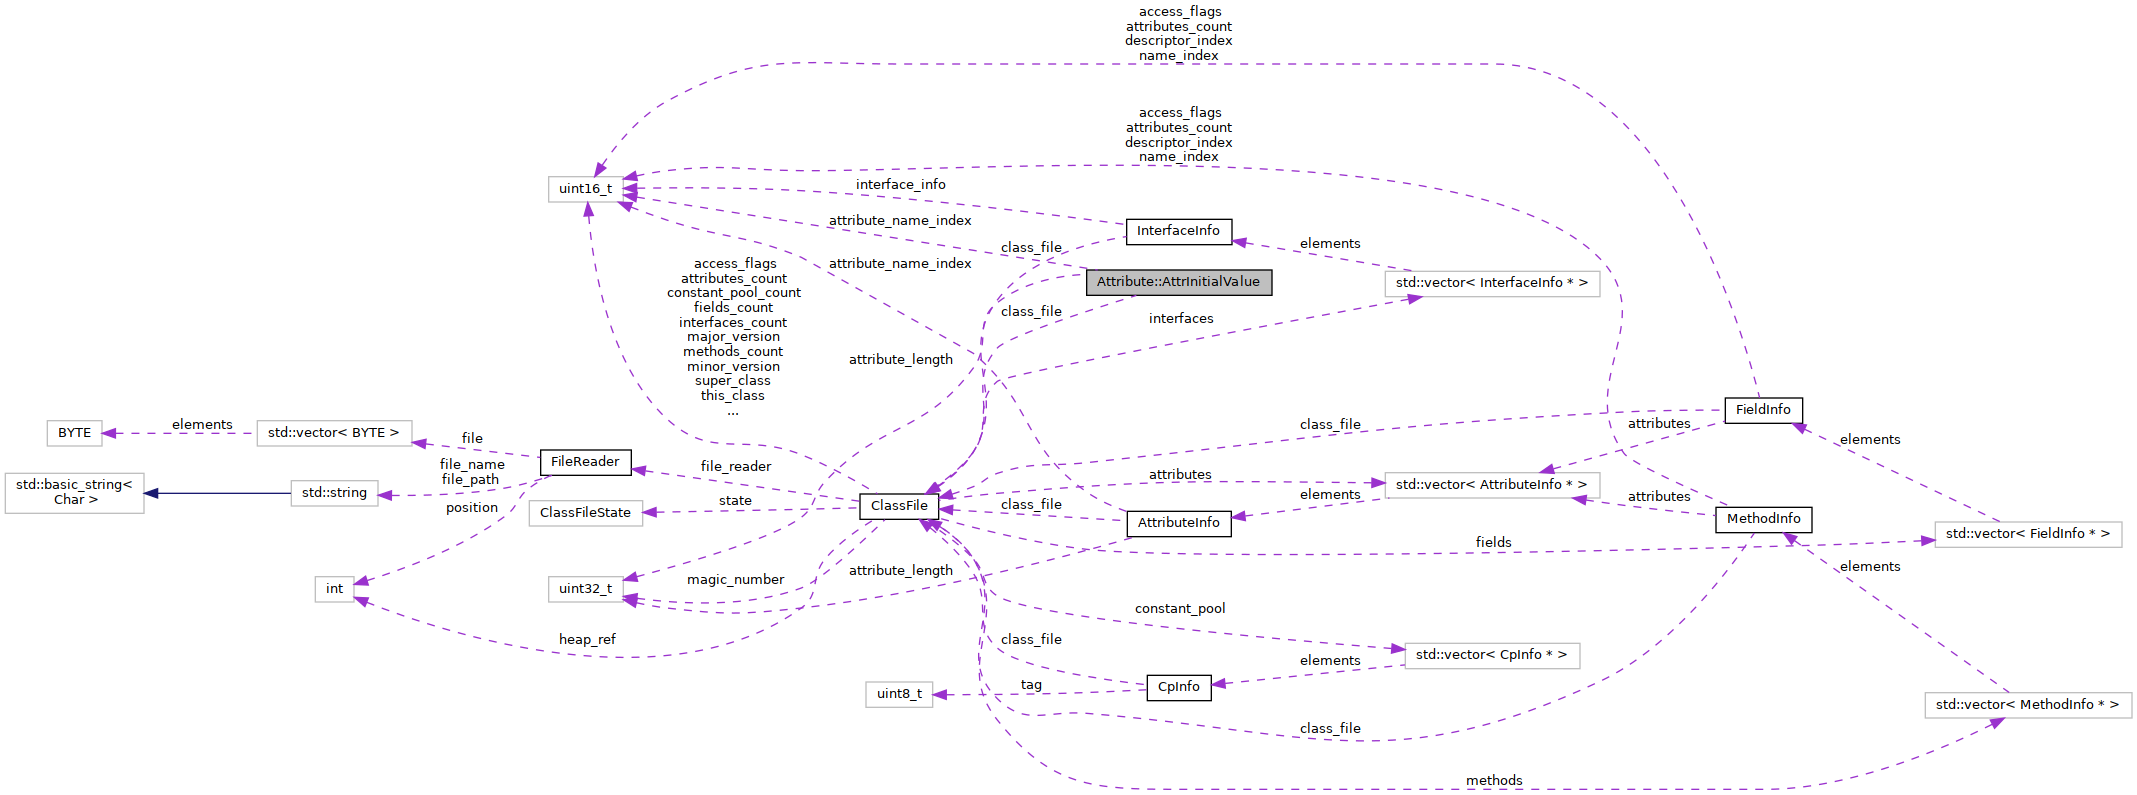 access_flags
attributes_count
descriptor_index
name_index
access_flags
attributes_count
descriptor_index
name_index
uint16_t
interface_info
attribute_name_index
InterfaceInfo
class_file
elements
access_flags
attributes_count
constant_pool_count
fields_count
interfaces_count
major_version
methods_count
minor_version
super_class
this_class
...
attribute_name_index
Attribute::AttrInitialValue
std::vector< InterfaceInfo * >
class_file
interfaces
attribute_length
BYTE
elements
std::vector< BYTE >
file
FileReader
file_reader
class_file
FieldInfo
attributes
elements
std::basic_string<
Char >
std::string
file_name
file_path
position
ClassFileState
state
ClassFile
attributes
class_file
std::vector< AttributeInfo * >
elements
AttributeInfo
attributes
MethodInfo
std::vector< FieldInfo * >
fields
int
uint32_t
magic_number
attribute_length
elements
heap_ref
constant_pool
class_file
std::vector< CpInfo * >
elements
uint8_t
tag
CpInfo
class_file
std::vector< MethodInfo * >
methods